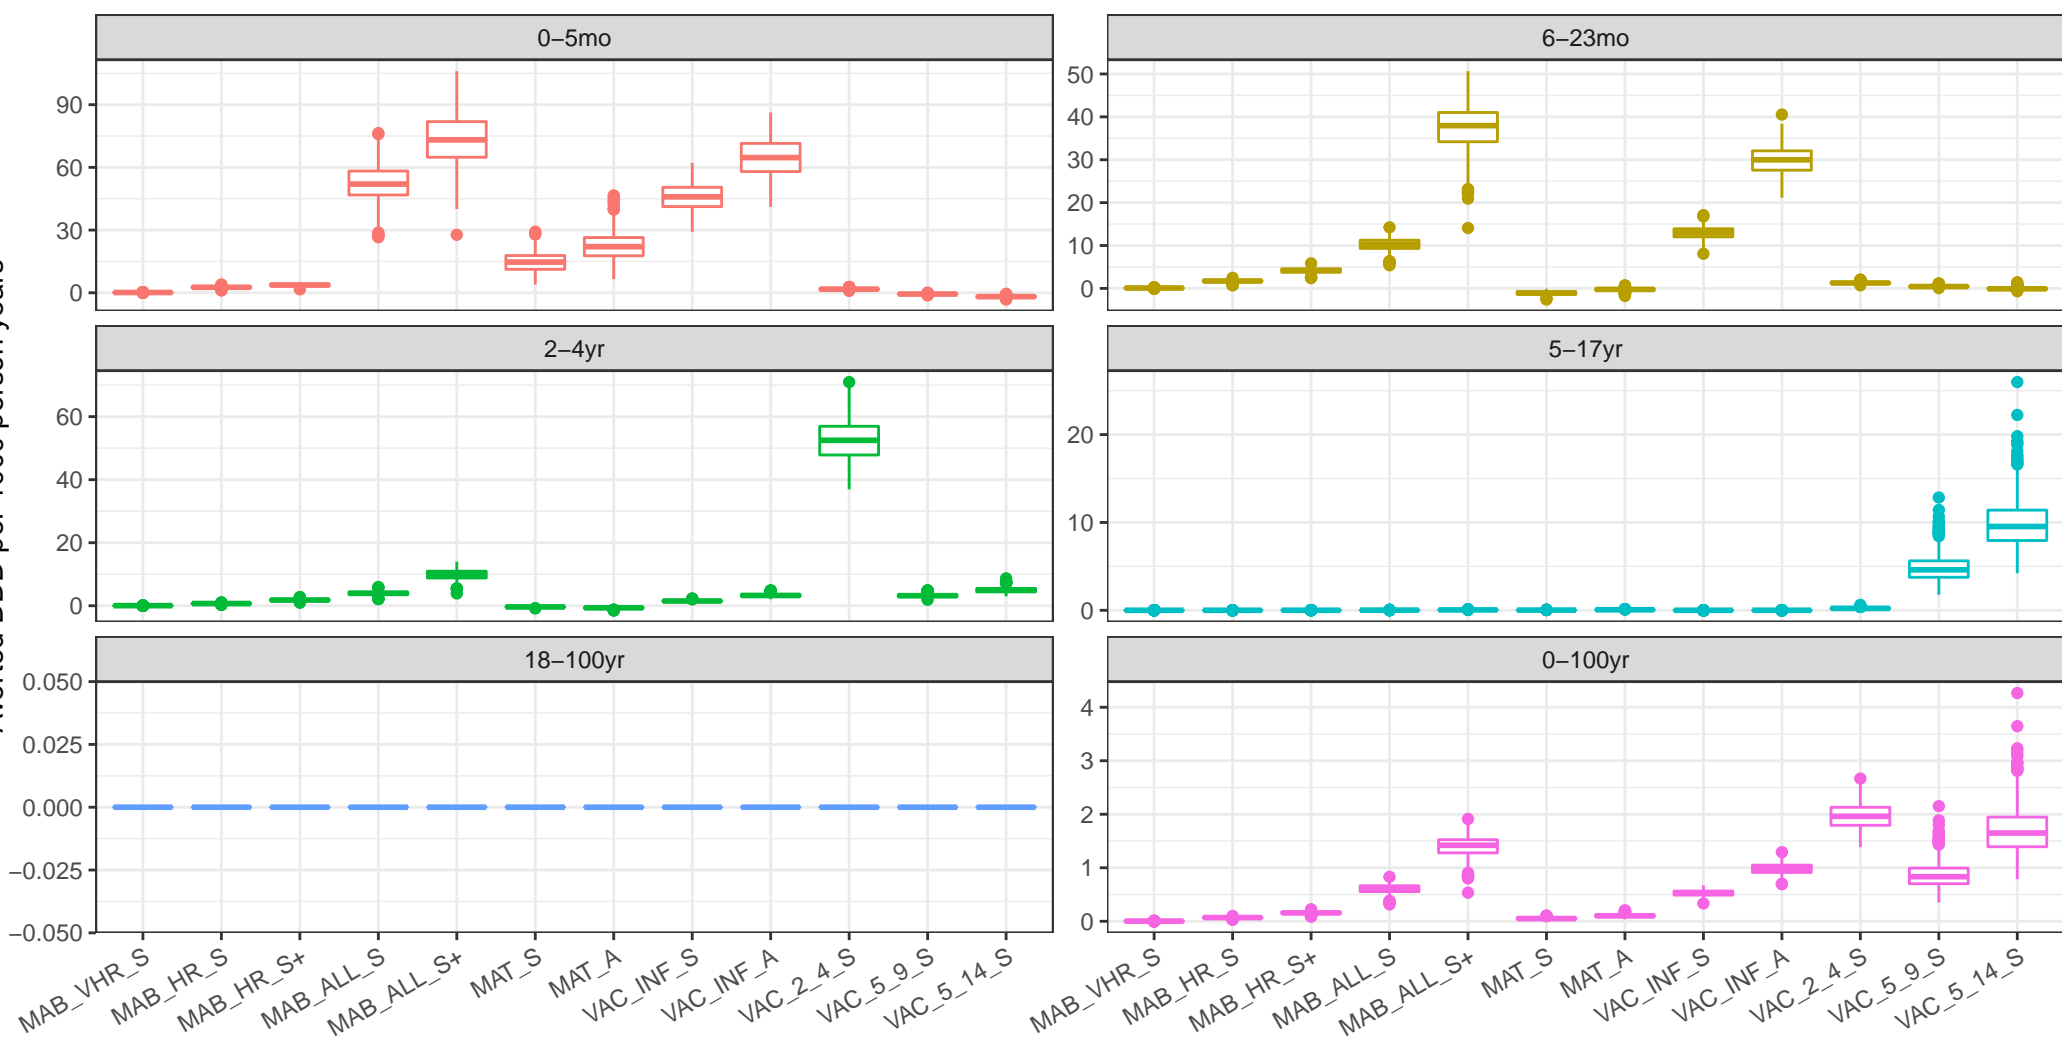 0–5mo
6–23mo
90
60
30
0
50
40
30
20
10
0
2–4yr
5–17yr
60
40
20
0
20
10
0
18–100yr
0–100yr
0.050
0.025
0.000
−0.025
−0.050
4
3
2
1
0
MAB_VHR_S
MAB_HR_S
MAB_HR_S+
MAB_ALL_S
MAB_ALL_S+
MAT_S
MAT_A
VAC_INF_S
VAC_INF_A
VAC_2_4_S
VAC_5_9_S
VAC_5_14_S
MAB_VHR_S
MAB_HR_S
MAB_HR_S+
MAB_ALL_S
MAB_ALL_S+
MAT_S
MAT_A
VAC_INF_S
VAC_INF_A
VAC_2_4_S
VAC_5_9_S
VAC_5_14_S